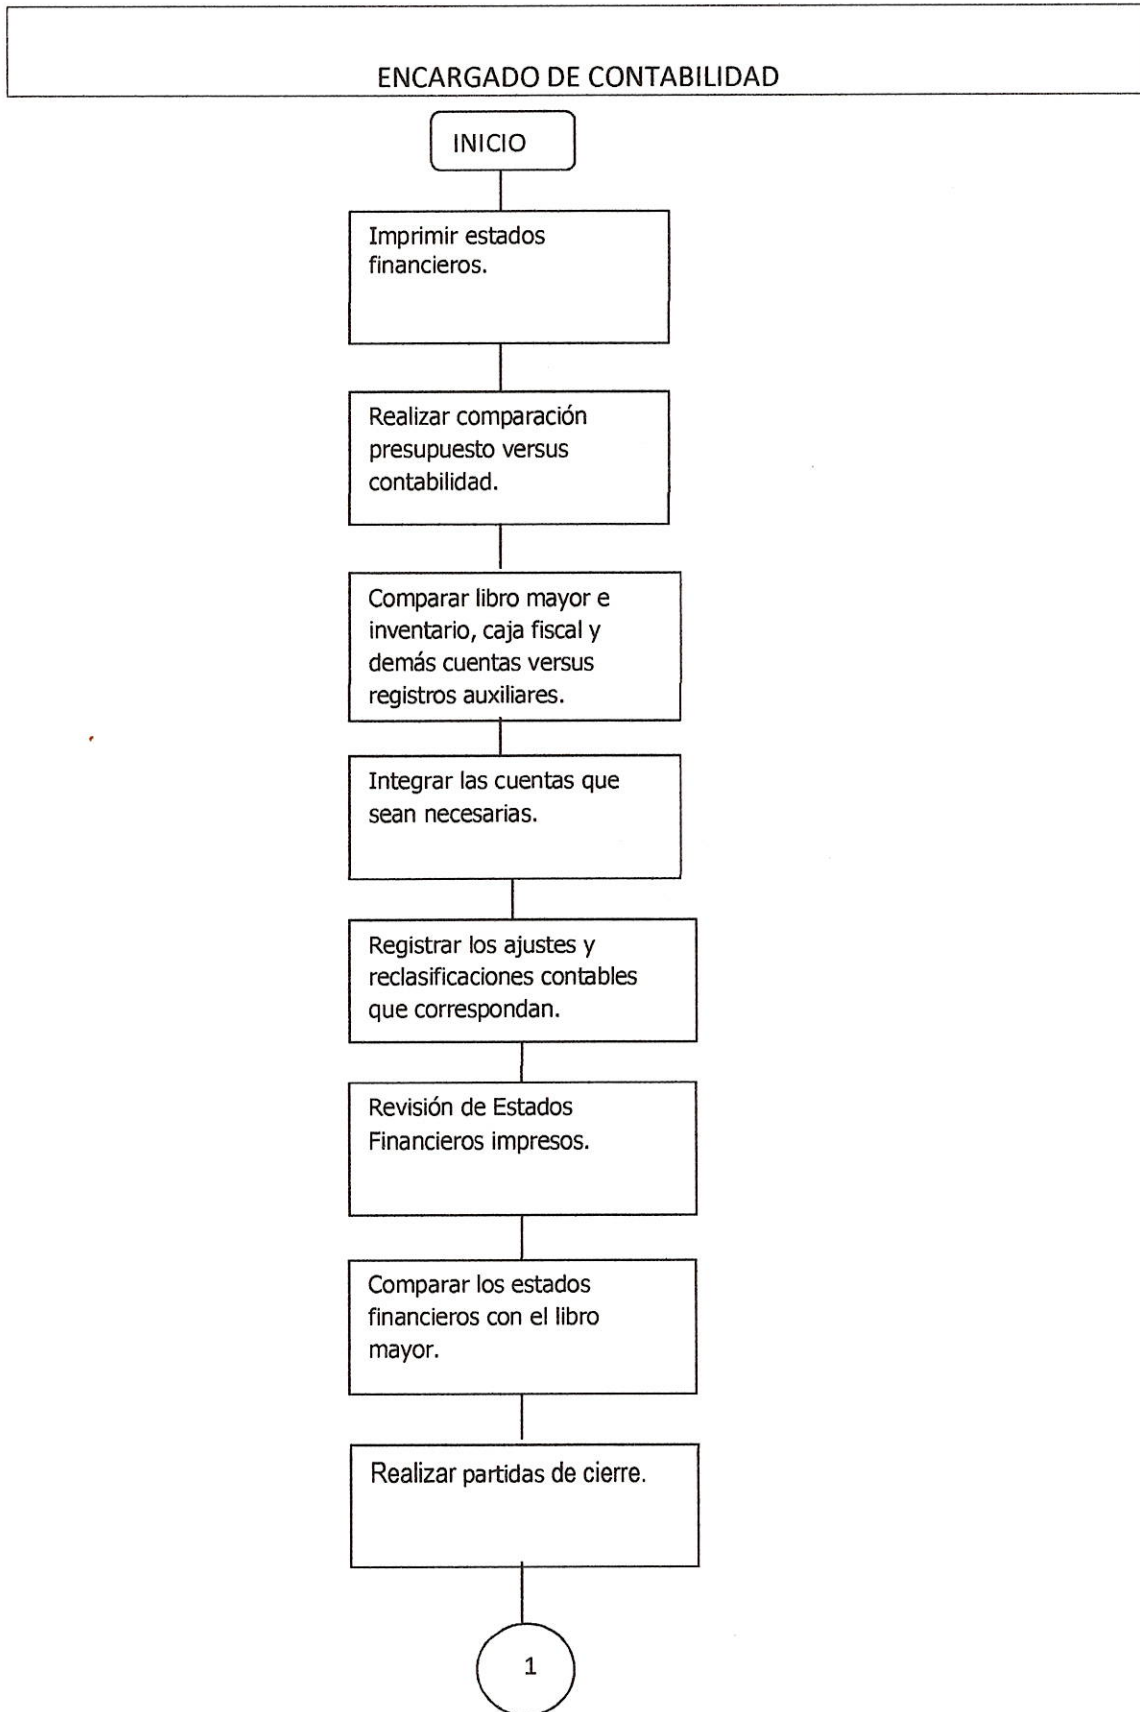 ENCARGADO DE CONTABILIDAD
INICIO
Imprimir estados
financieros.
Realizar comparación
presupuesto versus
contabilidad.
Comparar libro mayor e
inventario, caja fiscal y
demás cuentas versus
registros auxiliares.
Integrar las cuentas que
sean necesarias.
Registrar los ajustes y
reclasificaciones contables
que correspondan.
Revisión de Estados
Financieros impresos.
Comparar los estados
financieros con el libro
mayor.
Realizar partidas de cierre.
1